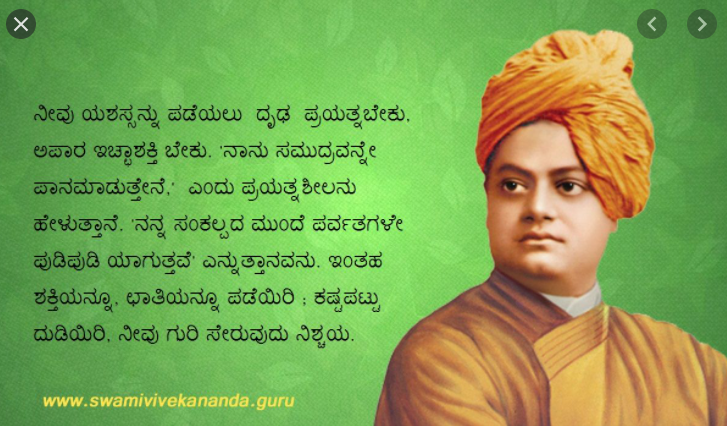 ನೀವು ಯಶಸ್ಸನ್ನು ಪಡೆಯಲು ದೃಢ ಪ್ರಯತ್ನಬೇಕು,
ಅಪಾರ ಇಚ್ಛಾಶಕ್ತಿ ಬೇಕು. 'ನಾನು ಸಮುದ್ರವನ್ನೇ
ಪಾನಮಾಡುತ್ತೇನೆ,' ಎಂದು ಪ್ರಯತ್ನಶೀಲನು
ಹೇಳುತ್ತಾನೆ. 'ನನ್ನ ಸಂಕಲ್ಪದ ಮುಂದೆ ಪರ್ವತಗಳೇ
ಪುಡಿಪುಡಿ ಯಾಗುತ್ತವೆ' ಎನ್ನುತ್ತಾನವನು. ಇಂತಹ
ಶಕ್ತಿಯನ್ನೂ, ಛಾತಿಯನ್ನೂ ಪಡೆಯಿರಿ ; ಕಷ್ಟಪಟ್ಟು
ದುಡಿಯಿರಿ, ನೀವು ಗುರಿ ಸೇರುವುದು ನಿಶ್ಚಯ.
www.swamivivekananda.guru